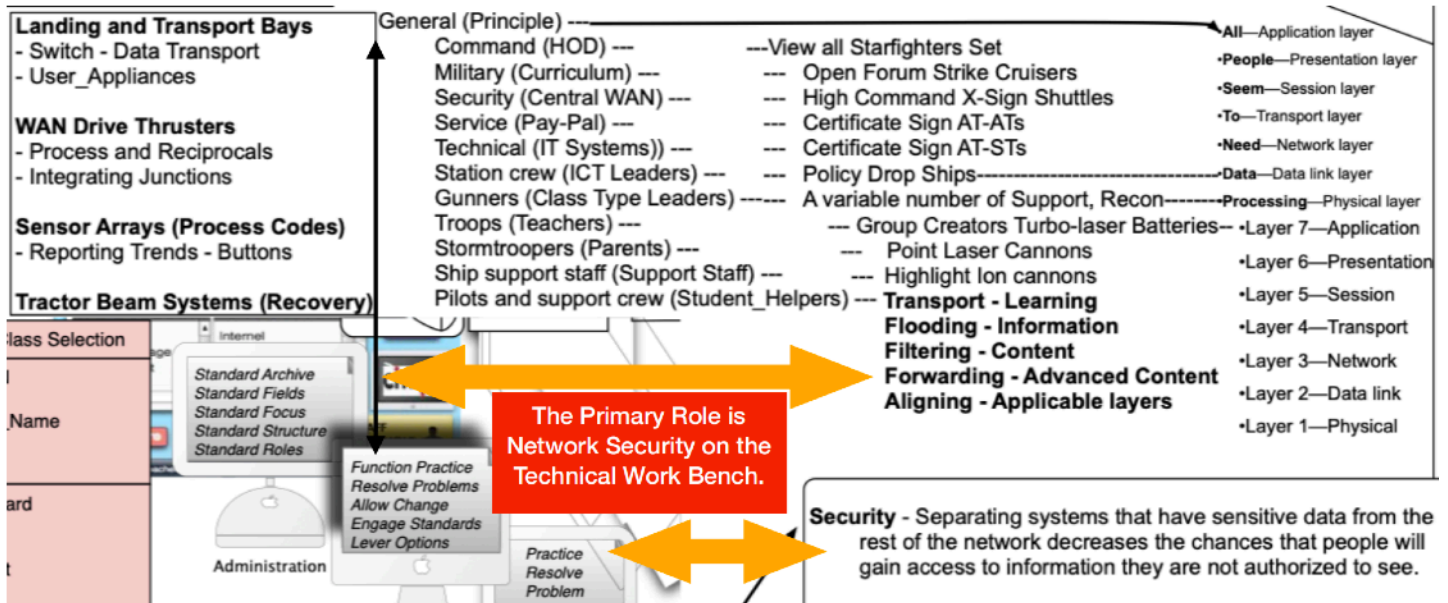 Landing and Transport Bays
- Switch - Data Transport
- User_Appliances
WAN Drive Thrusters
- Process and Reciprocals
- Integrating Junctions
Sensor Arrays (Process Codes)
- Reporting Trends - Buttons
Tractor Beam Systems (Recovery)
General (Principle) ---
Command (HOD) --- ---View all Starfighters Set
Military (Curriculum) --- --- Open Forum Strike Cruisers
Security (Central WAN) --- --- High Command X-Sign Shuttles
Service (Pay-Pal) --- --- Certificate Sign AT-ATs
Technical (IT Systems)) --- --- Certificate Sign AT-STs
Station crew (ICT Leaders) --- --- Policy Drop Ships
Gunners (Class Type Leaders) ------ A variable number of Support, Recon
Troops (Teachers) --- --- Group Creators Turbo-laser Batteries--
Stormtroopers (Parents) --- --- Point Laser Cannons
Ship support staff (Support Staff) --- --- Highlight Ion cannons
Pilots and support crew (Student_Helpers) --- Transport - Learning
Flooding - Information
Filtering - Content
Forwarding - Advanced Content
Aligning - Applicable layers
•All—Application layer
•People—Presentation layer
•Seem—Session layer
•To—Transport layer
•Need—Network layer
•Data—Data link layer
Processing—Physical layer
•Layer 7—Application
•Layer 6—Presentation
•Layer 5—Session
•Layer 4—Transport
•Layer 3—Network
•Layer 2—Data link
•Layer 1—Physical
lass Selection
_Name
ard
Internet
Standard Archive
Standard Fields
Standard Focus
Standard Structure
Standard Roles
Administration
Function Practice
Resolve Problems
Allow Change
Engage Standards
Lever Options
Practice
Resolve
Problem
The Primary Role is
Network Security on the
Technical Work Bench.
Security - Separating systems that have sensitive data from the
rest of the network decreases the chances that people will
gain access to information they are not authorized to see.